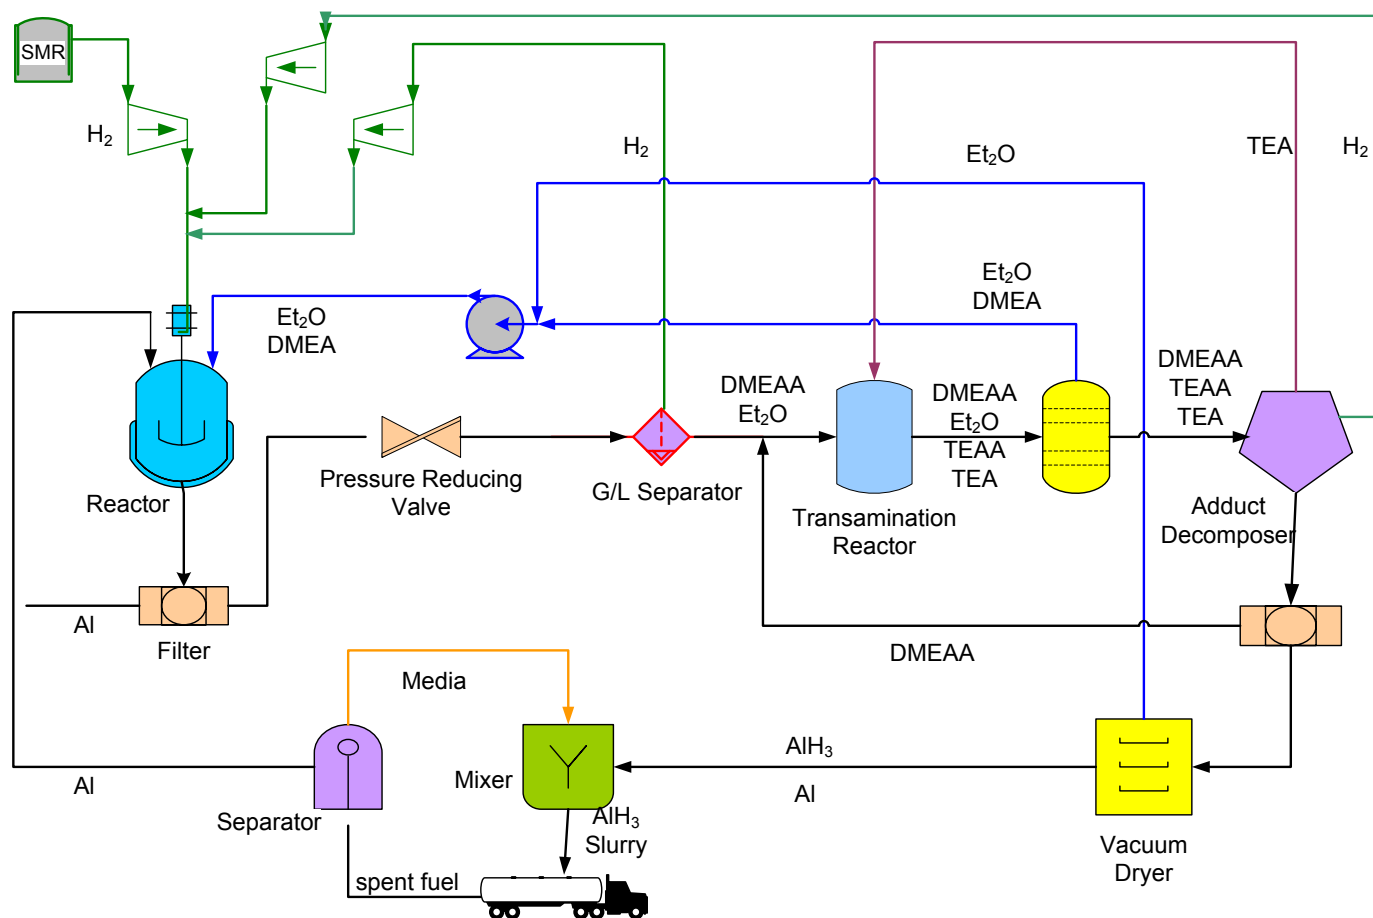 SMR
H₂
H₂
Et₂O
TEA
H₂
Et₂O
DMEA
Et₂O
DMEA
DMEAA
Et₂O
DMEAA
Et₂O
TEAA
TEA
DMEAA
TEAA
TEA
Reactor
Pressure Reducing
Valve
G/L Separator
Transamination
Reactor
Adduct
Decomposer
Al
Filter
DMEAA
Media
AlH₃
Al
Al
Mixer
Separator
AlH₃
Slurry
Vacuum
Dryer
spent fuel